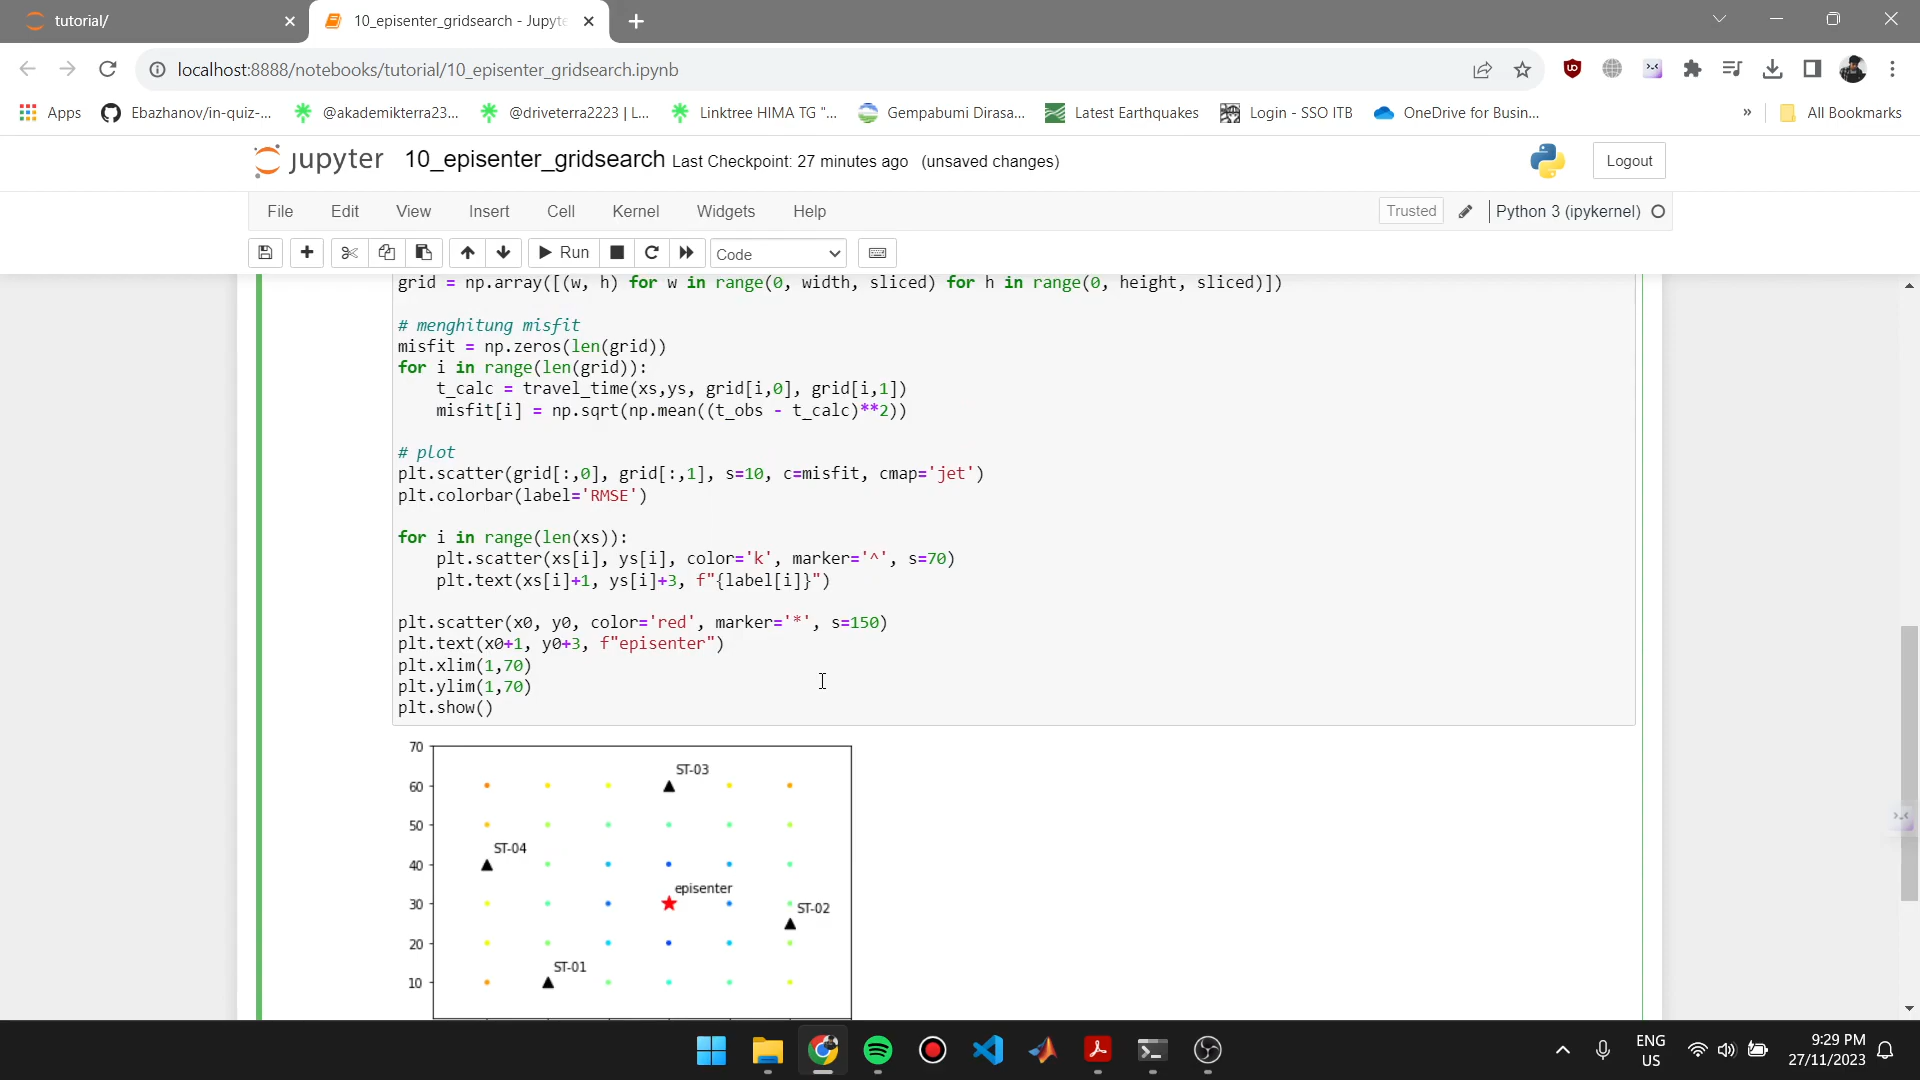 tutorial/
10_episenter_gridsearch - Jupyte
localhost:8888/notebooks/tutorial/10_episenter_gridsearch.ipynb
Apps
Ebazhanov/in-quiz-...
@akademikterra23...
@driveterra2223 | L...
Linktree HIMA TG "...
Gempabumi Dirasa...
Latest Earthquakes
Login - SSO ITB
OneDrive for Busin...
»
All Bookmarks
jupyter 10_episenter_gridsearch Last Checkpoint: 27 minutes ago (unsaved changes)
Logout
File Edit View Insert Cell Kernel Widgets Help
Trusted
Python 3 (ipykernel)
Run
Code
grid = np.array([(w, h) for w in range(0, width, sliced) for h in range(0, height, sliced)])
# menghitung misfit
misfit = np.zeros(len(grid))
for i in range(len(grid)):
    t_calc = travel_time(xs,ys, grid[i,0], grid[i,1])
    misfit[i] = np.sqrt(np.mean((t_obs - t_calc)**2))
# plot
plt.scatter(grid[:,0], grid[:,1], s=10, c=misfit, cmap='jet')
plt.colorbar(label='RMSE')
for i in range(len(xs)):
    plt.scatter(xs[i], ys[i], color='k', marker='^', s=70)
    plt.text(xs[i]+1, ys[i]+3, f"{label[i]}")
plt.scatter(x0, y0, color='red', marker='*', s=150)
plt.text(x0+1, y0+3, f"episenter")
plt.xlim(1,70)
plt.ylim(1,70)
plt.show()
70
ST-03
60
50
ST-04
40
episenter
30
ST-02
20
ST-01
10
ENG
US
9:29 PM
27/11/2023